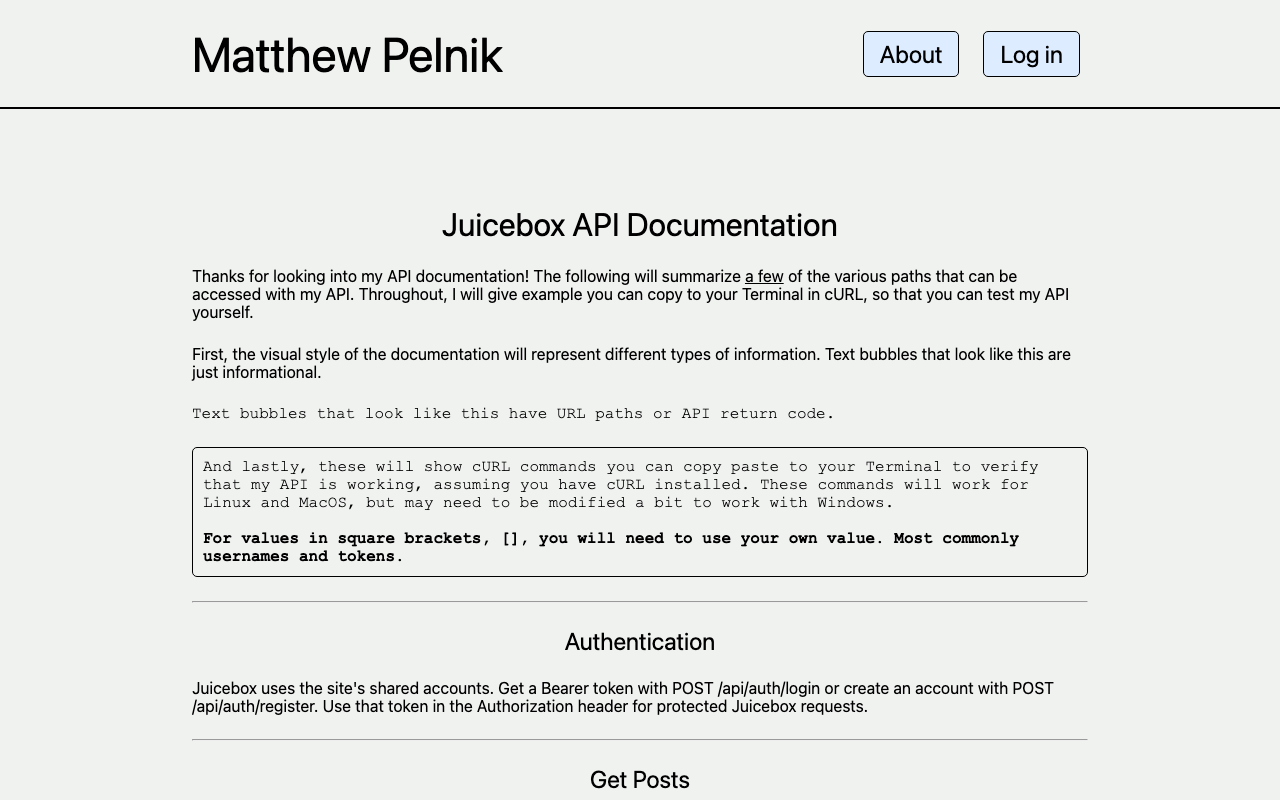 Matthew Pelnik
About
Log in
Juicebox API Documentation
Thanks for looking into my API documentation! The following will summarize a few of the various paths that can be
accessed with my API. Throughout, I will give example you can copy to your Terminal in cURL, so that you can test my API
yourself.
First, the visual style of the documentation will represent different types of information. Text bubbles that look like this are
just informational.
Text bubbles that look like this have URL paths or API return code.
And lastly, these will show cURL commands you can copy paste to your Terminal to verify
that my API is working, assuming you have cURL installed. These commands will work for
Linux and MacOS, but may need to be modified a bit to work with Windows.
For values in square brackets, [], you will need to use your own value. Most commonly
usernames and tokens.
Authentication
Juicebox uses the site's shared accounts. Get a Bearer token with POST /api/auth/login or create an account with POST
/api/auth/register. Use that token in the Authorization header for protected Juicebox requests.
Get Posts